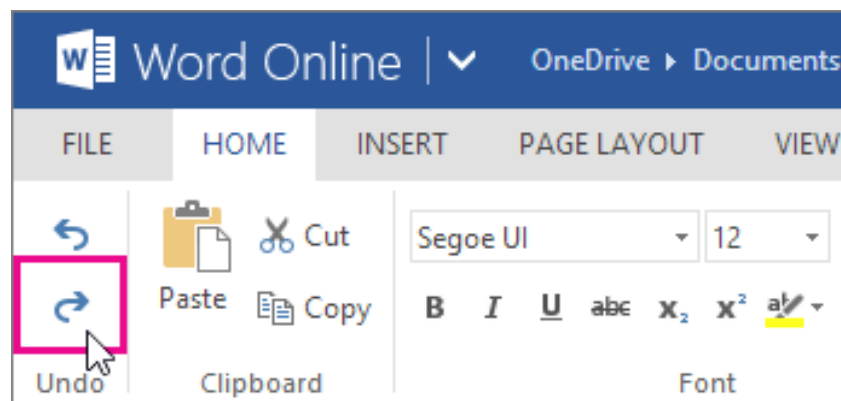 W Word Online | OneDrive Documents
FILE HOME INSERT PAGE LAYOUT VIEW
Cut Segoe UI 12
Paste Copy B I U abc x₂ x² ab
Undo Clipboard Font